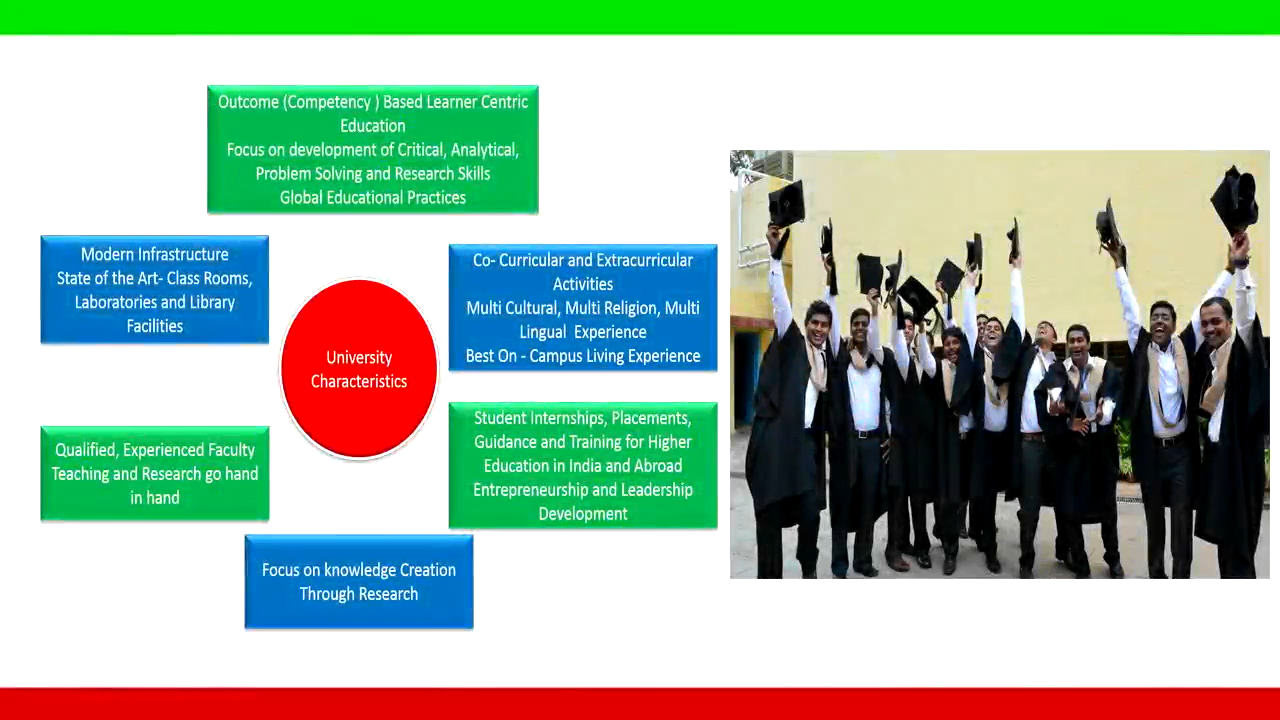 Outcome (Competency ) Based Learner Centric
Education
Focus on development of Critical, Analytical,
Problem Solving and Research Skills
Global Educational Practices
Modern Infrastructure
State of the Art- Class Rooms,
Laboratories and Library
Facilities
Co- Curricular and Extracurricular
Activities
Multi Cultural, Multi Religion, Multi
Lingual Experience
Best On - Campus Living Experience
University
Characteristics
Qualified, Experienced Faculty
Teaching and Research go hand
in hand
Student Internships, Placements,
Guidance and Training for Higher
Education in India and Abroad
Entrepreneurship and Leadership
Development
Focus on knowledge Creation
Through Research